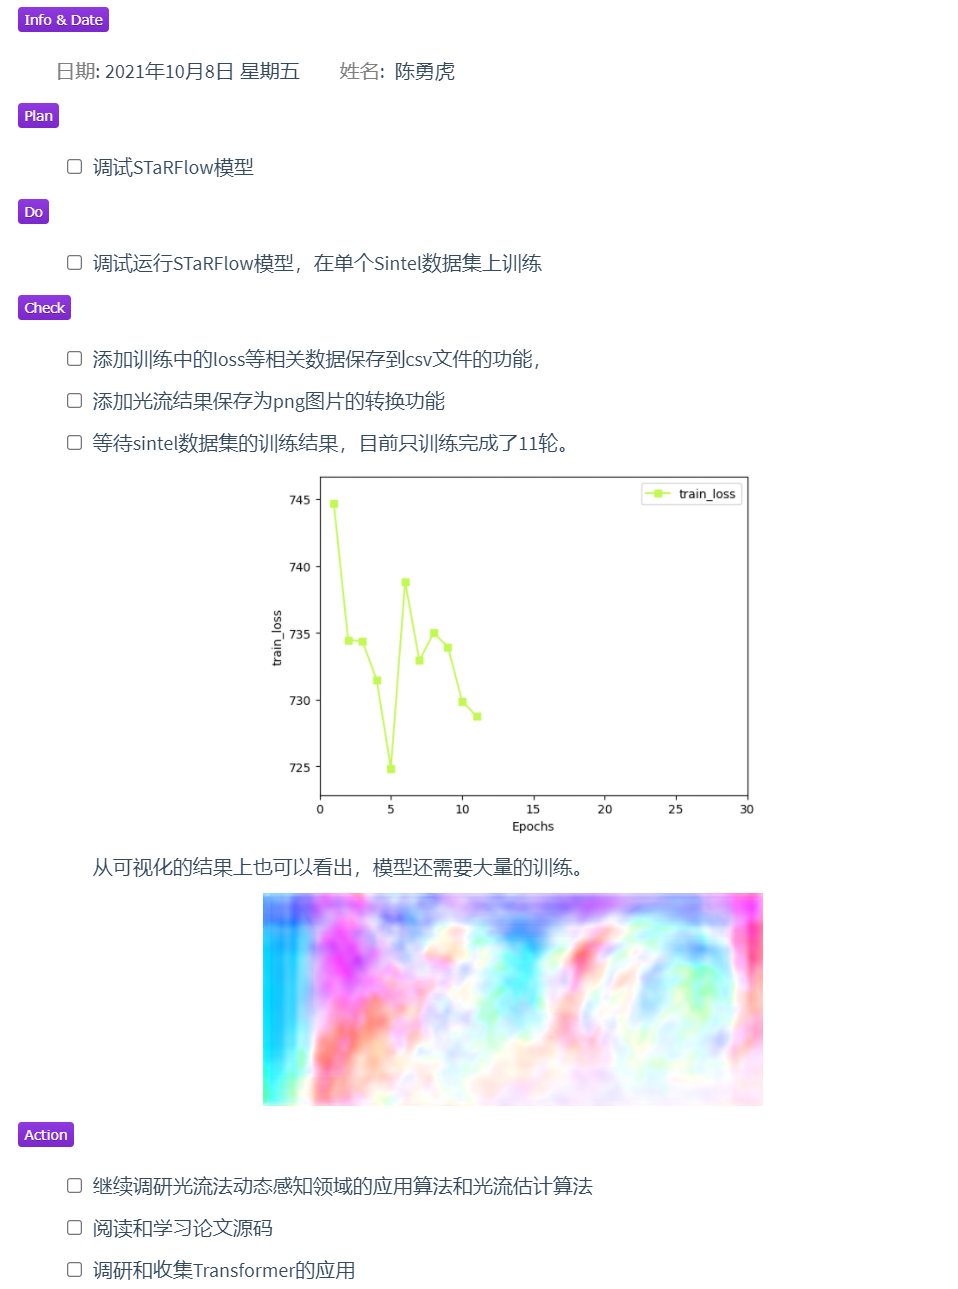 Info & Date
日期: 2021年10月8日 星期五 姓名: 陈勇虎
Plan
调试STaRFlow模型
Do
调试运行STaRFlow模型，在单个Sintel数据集上训练
Check
添加训练中的loss等相关数据保存到csv文件的功能，
添加光流结果保存为png图片的转换功能
等待sintel数据集的训练结果，目前只训练完成了11轮。
train_loss
745
740
735
730
725
train_loss
0 5 10 15 20 25 30
Epochs
从可视化的结果上也可以看出，模型还需要大量的训练。
Action
继续调研光流法动态感知领域的应用算法和光流估计算法
阅读和学习论文源码
调研和收集Transformer的应用